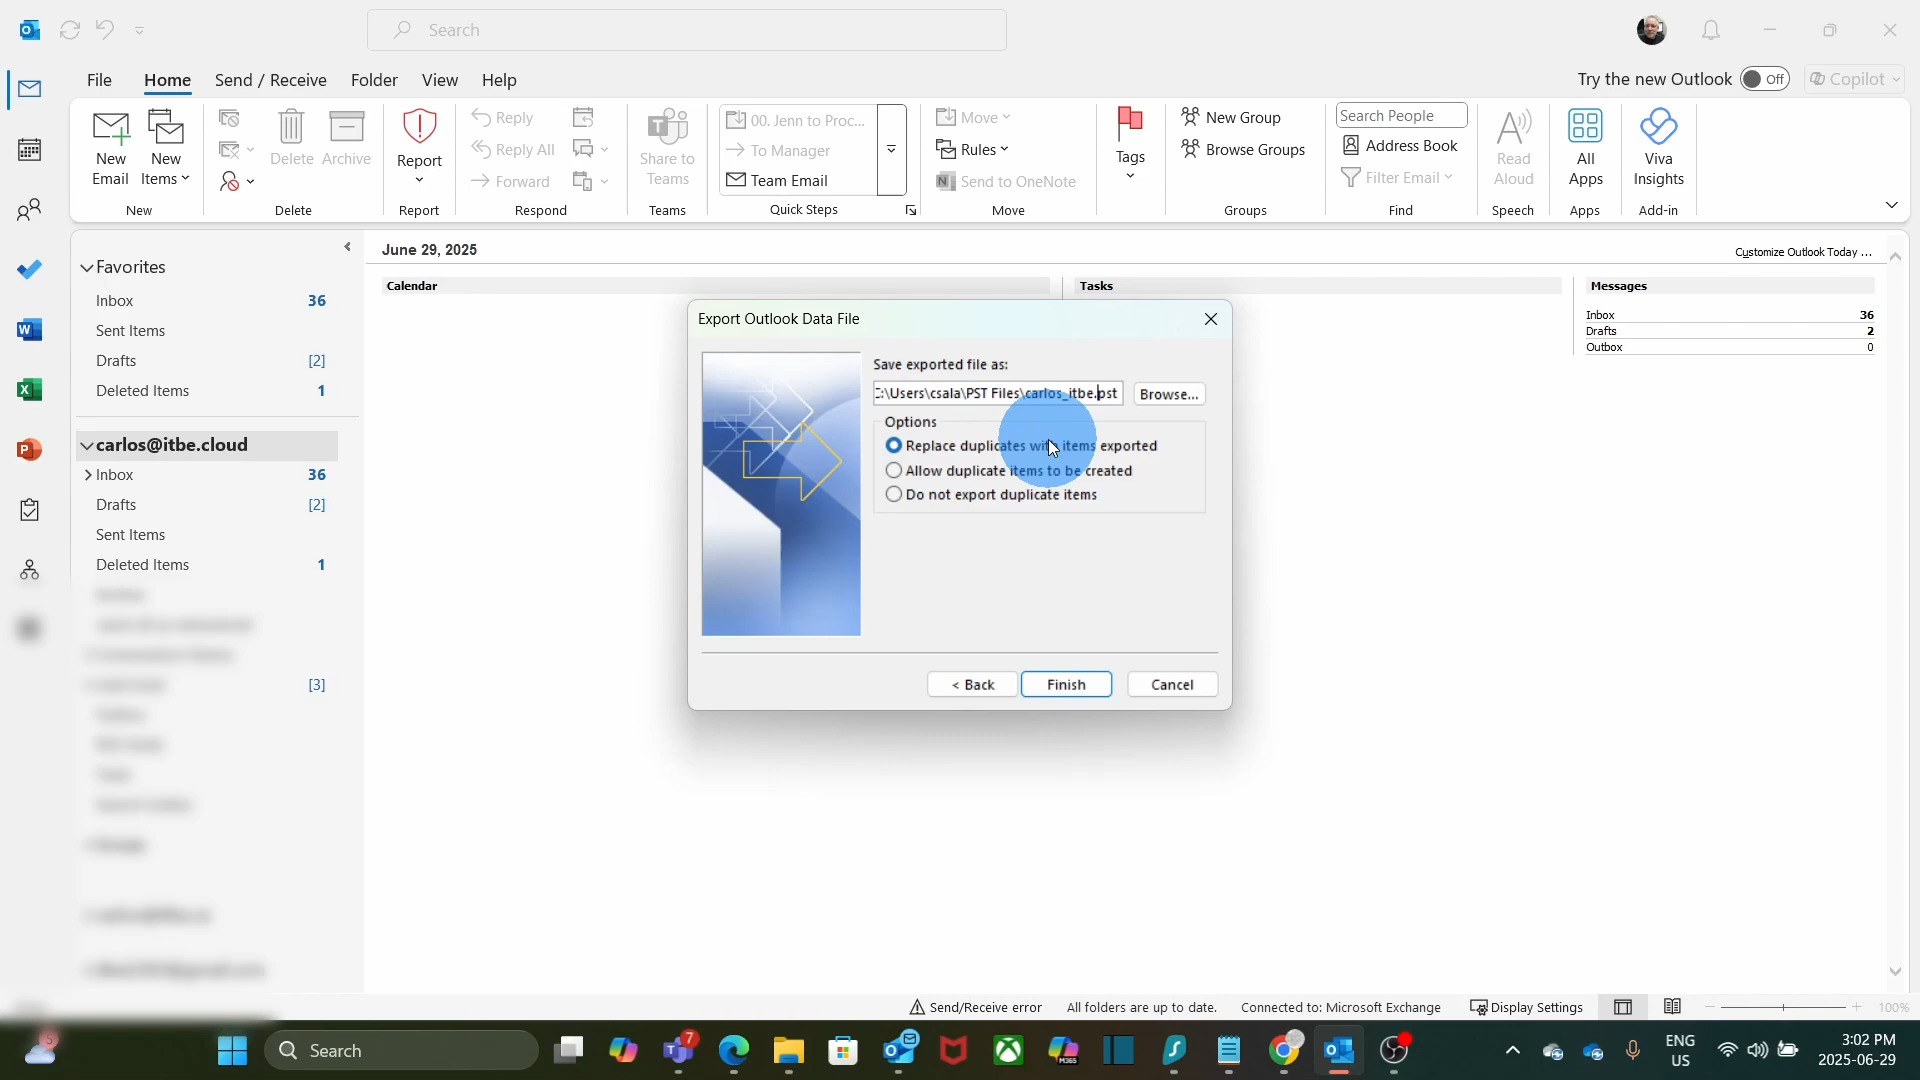 Search
File Home Send / Receive Folder View Help
Try the new Outlook Off Copilot
New Email
New Items
New
Delete
Archive
Delete
Report
Report
Reply
Reply All
Forward
Respond
Share to Teams
Teams
00. Jenn to Proc...
To Manager
Team Email
Quick Steps
Move
Rules
Send to OneNote
Move
Tags
New Group
Browse Groups
Groups
Search People
Address Book
Filter Email
Find
Read Aloud
Speech
All Apps
Apps
Viva Insights
Add-in
Favorites
Inbox 36
Sent Items
Drafts [2]
Deleted Items 1
carlos@itbe.cloud
Inbox 36
Drafts [2]
Sent Items
Deleted Items 1
[3]
June 29, 2025
Customize Outlook Today ...
Calendar
Tasks
Messages
Inbox 36
Drafts 2
Outbox 0
Export Outlook Data File
Save exported file as:
C:\Users\csala\PST Files\carlos_itbe.pst Browse...
Options
Replace duplicates with items exported
Allow duplicate items to be created
Do not export duplicate items
< Back Finish Cancel
Send/Receive error All folders are up to date. Connected to: Microsoft Exchange Display Settings 100%
5
Search
7
M365
ENG
US
3:02 PM
2025-06-29